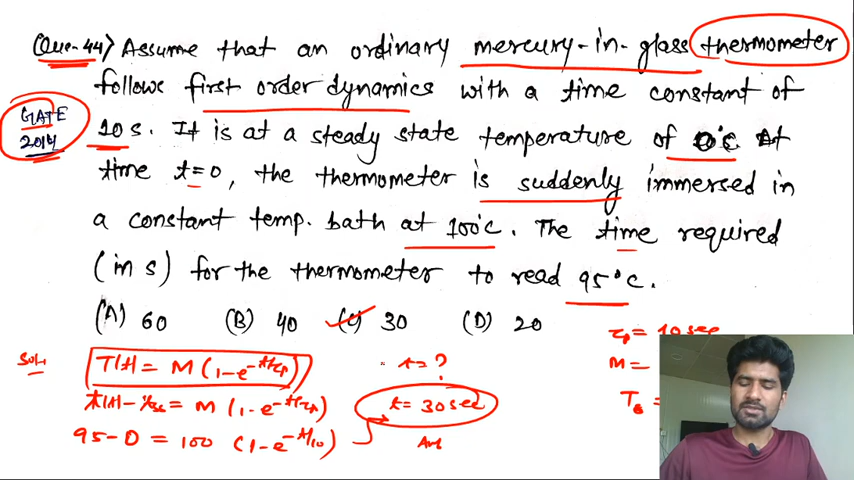 (Que-44) Assume that an ordinary mercury-in-glass thermometer
follows first order dynamics with a time constant of
GATE
2014
10 s. It is at a steady state temperature of 0°C. At
time t=0, the thermometer is suddenly immersed in
a constant temp. bath at 100°C. The time required
(in s) for the thermometer to read 95°C.
(A) 60 (B) 40 (C) 30 (D) 20
Soln
T(t) = M (1-e^-t/τp)
t = ?
τp = 10 sec
M =
= M (1-e^-t/τp)
t = 30 sec
95-0 = 100 (1-e^-t/10)
Ans